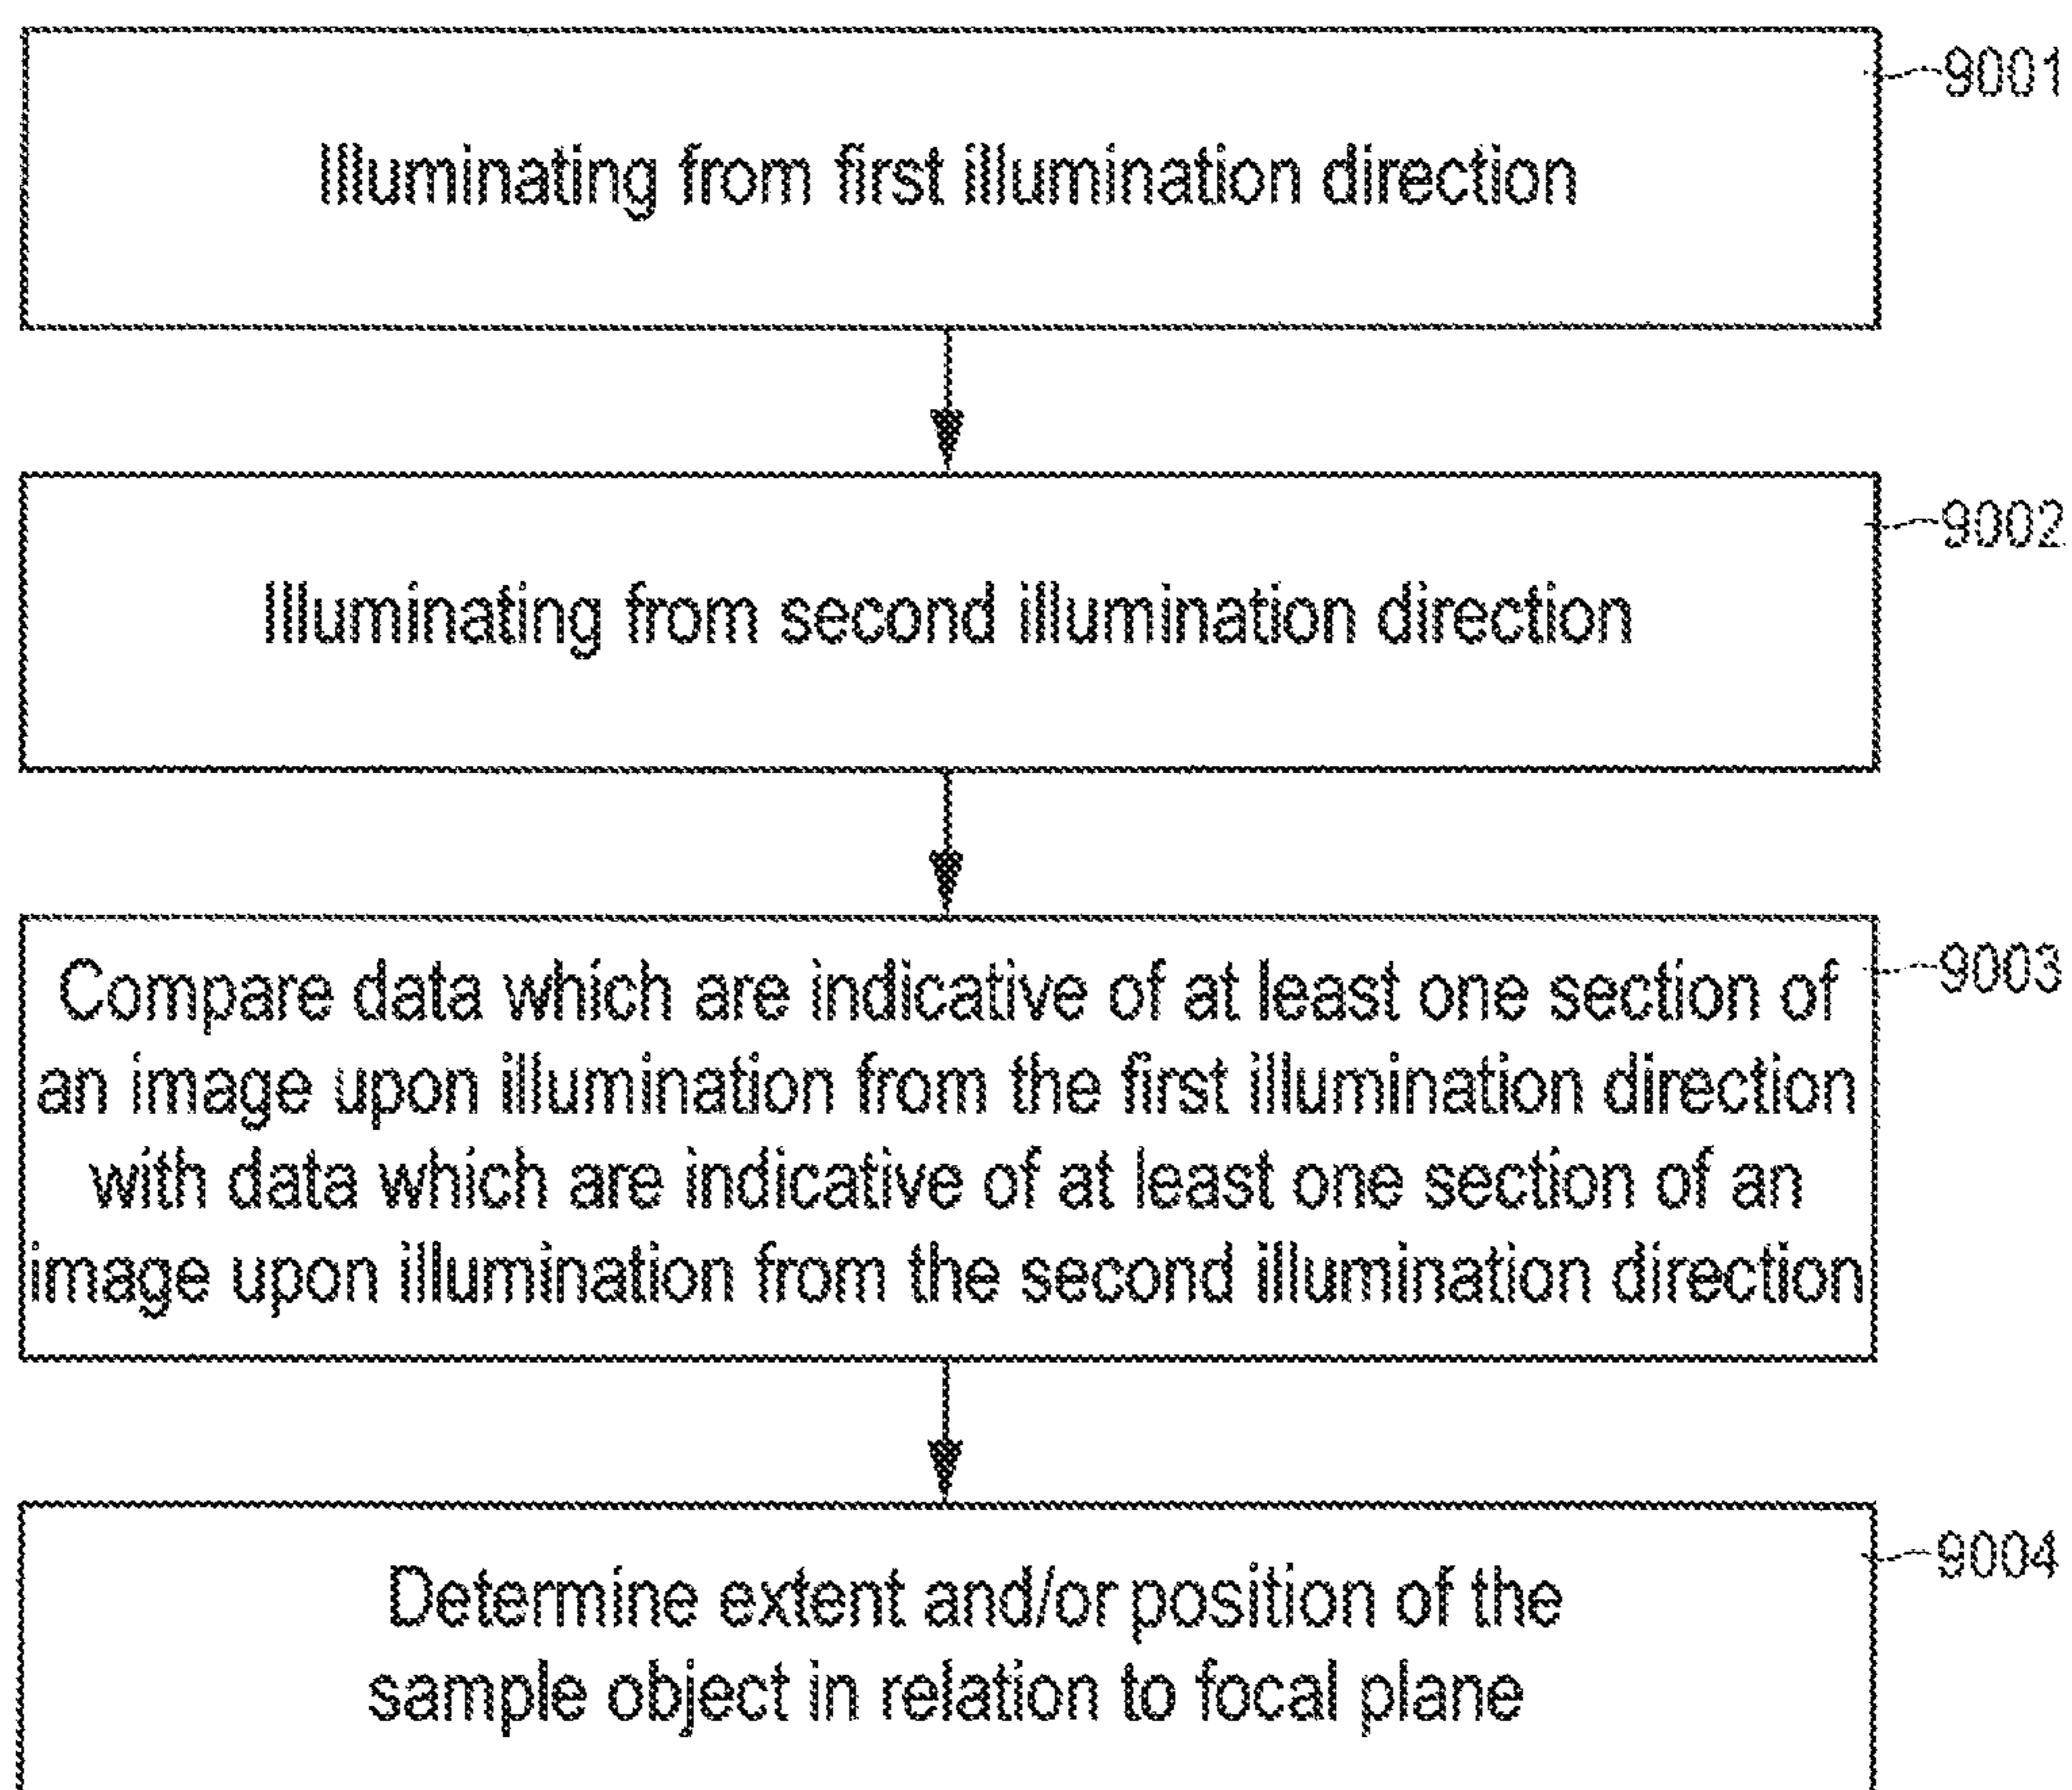 9001
Illuminating from first illumination direction
9002
Illuminating from second illumination direction
9003
Compare data which are indicative of at least one section of
an image upon illumination from the first illumination direction
with data which are indicative of at least one section of an
image upon illumination from the second illumination direction
9004
Determine extent and/or position of the
sample object in relation to focal plane